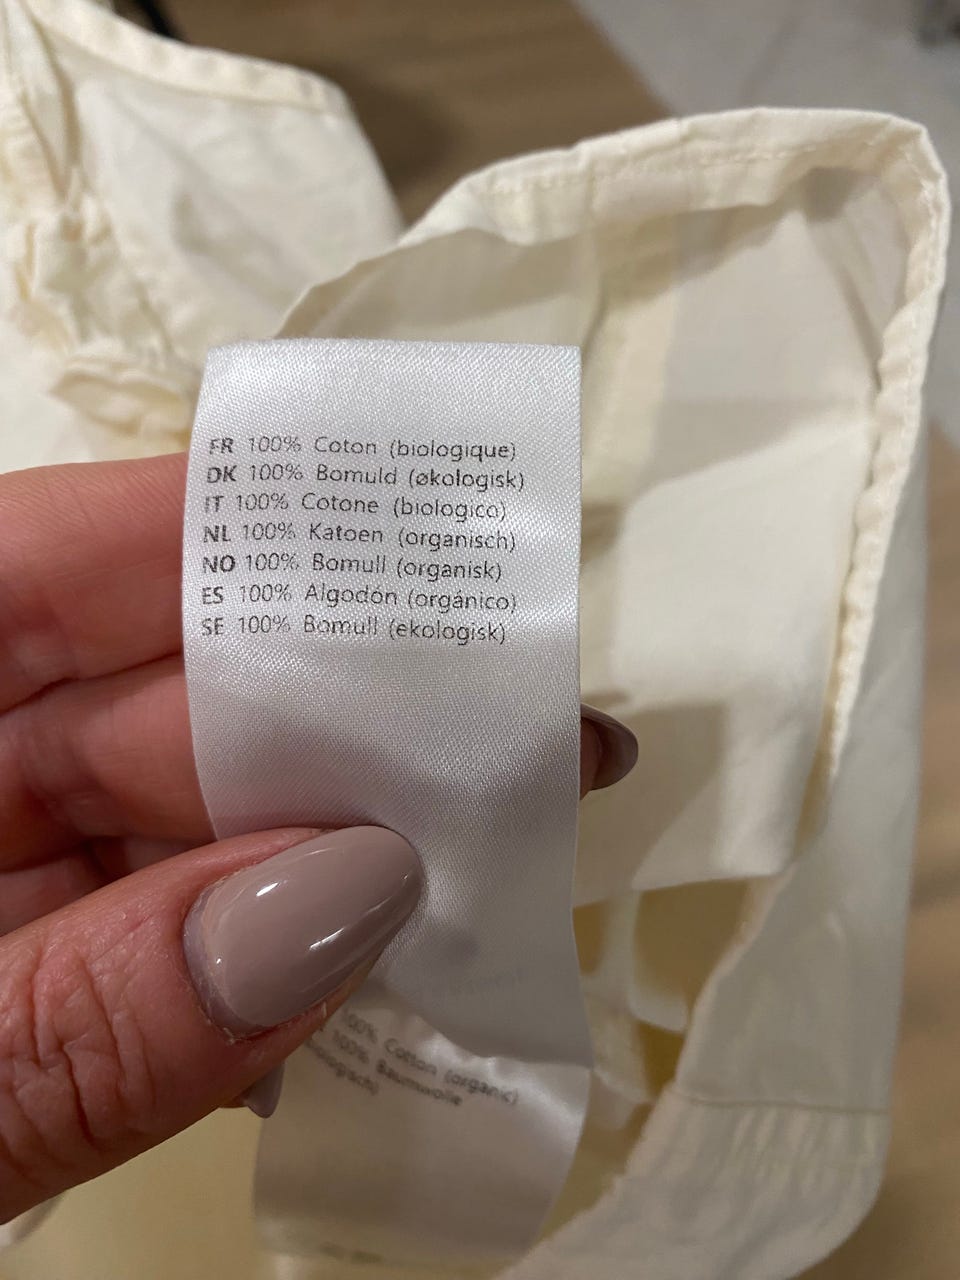 FR 100% Coton (biologique)
DK 100% Bomuld (økologisk)
IT 100% Cotone (biologico)
NL 100% Katoen (organisch)
NO 100% Bomull (organisk)
ES 100% Algodón (orgánico)
SE 100% Bomull (ekologisk)
100% Cotton (organic)
100% Baumwolle